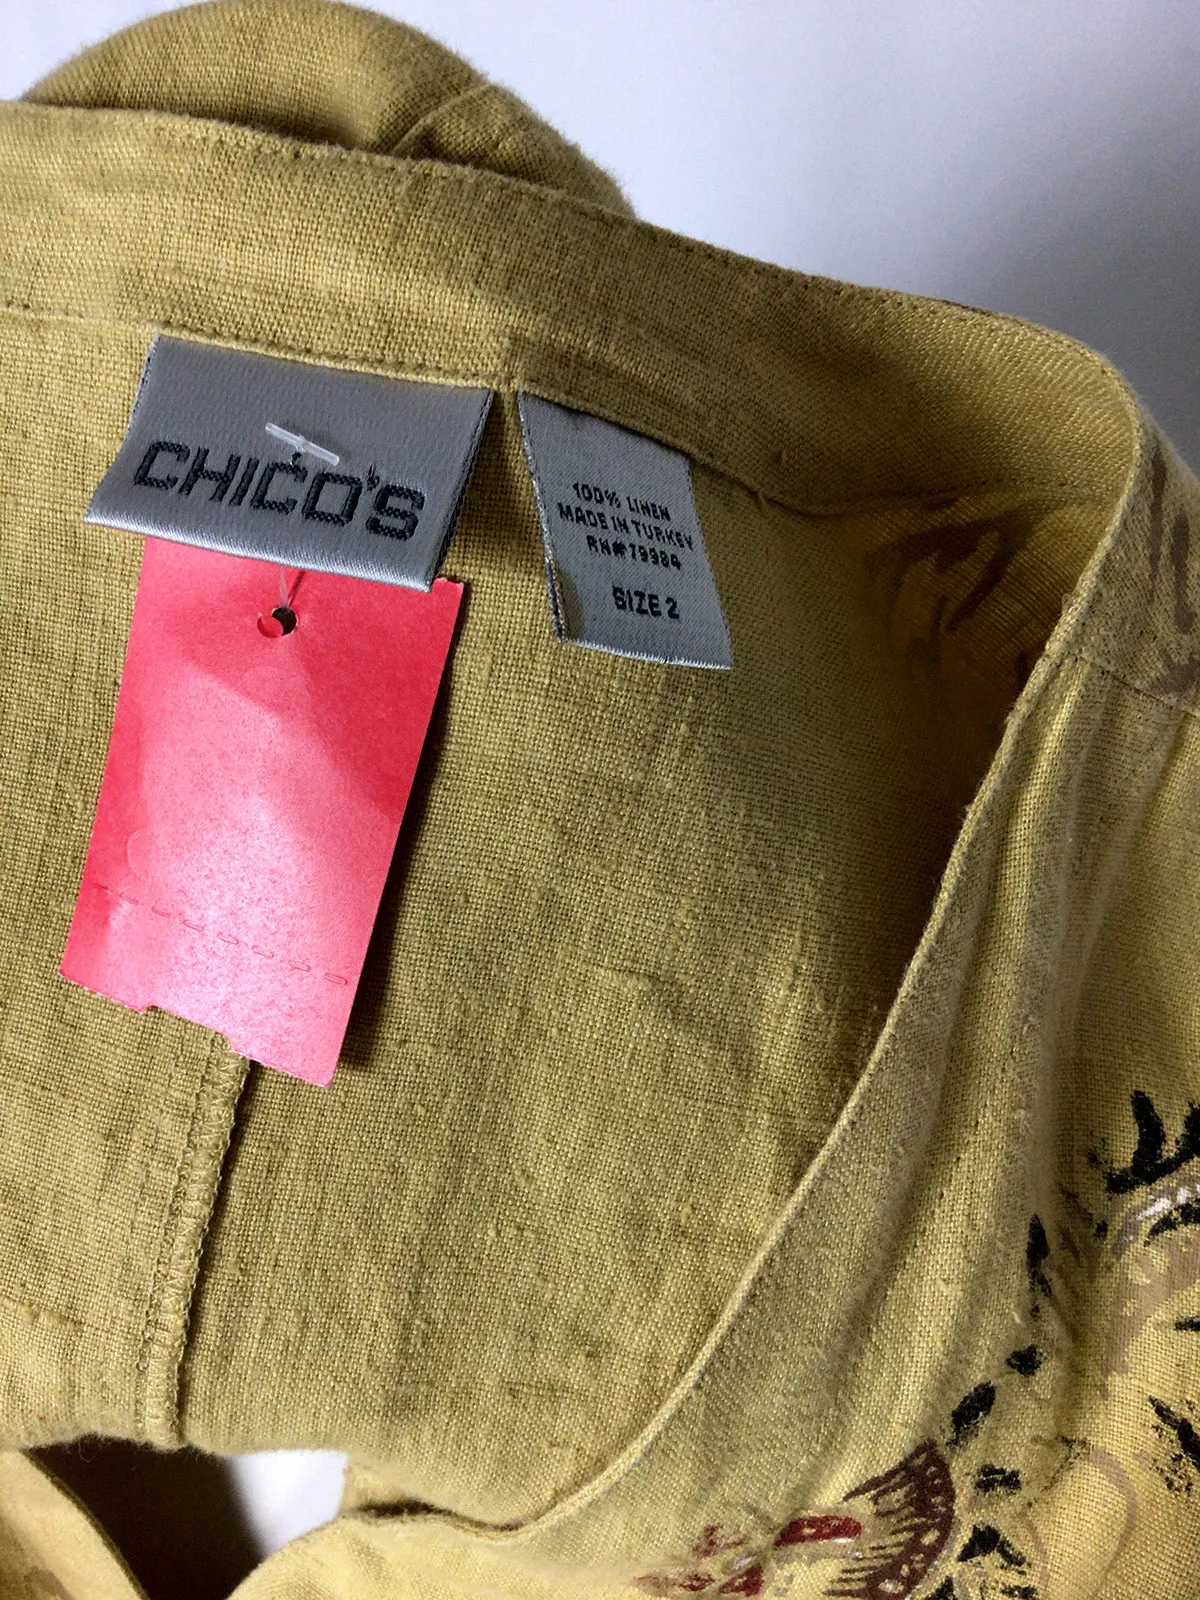 CHICO'S
100% LINEN
MADE IN TURKEY
RN# 79984
SIZE 2